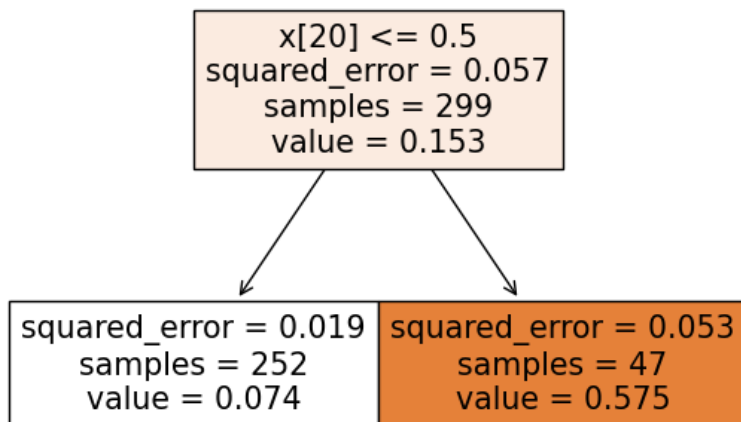 x[20] <= 0.5
squared_error = 0.057
samples = 299
value = 0.153
squared_error = 0.019
samples = 252
value = 0.074
squared_error = 0.053
samples = 47
value = 0.575